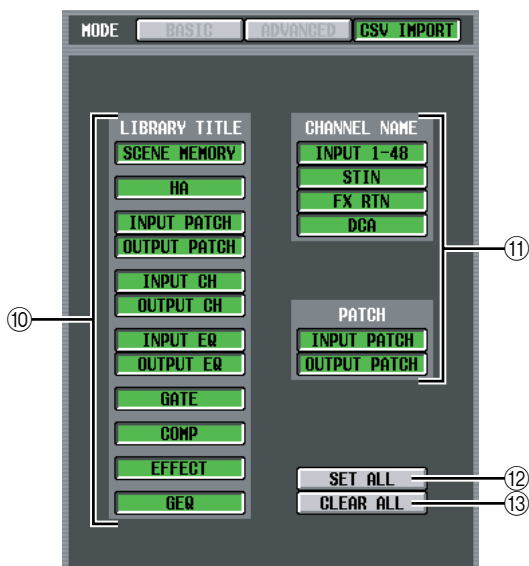 MODE BASIC ADVANCED CSV IMPORT
LIBRARY TITLE
SCENE MEMORY
HA
INPUT PATCH
OUTPUT PATCH
INPUT CH
OUTPUT CH
INPUT EQ
OUTPUT EQ
GATE
COMP
EFFECT
GEQ
⑩
CHANNEL NAME
INPUT 1-48
STIN
FX RTN
DCA
PATCH
INPUT PATCH
OUTPUT PATCH
⑪
SET ALL ⑫
CLEAR ALL ⑬